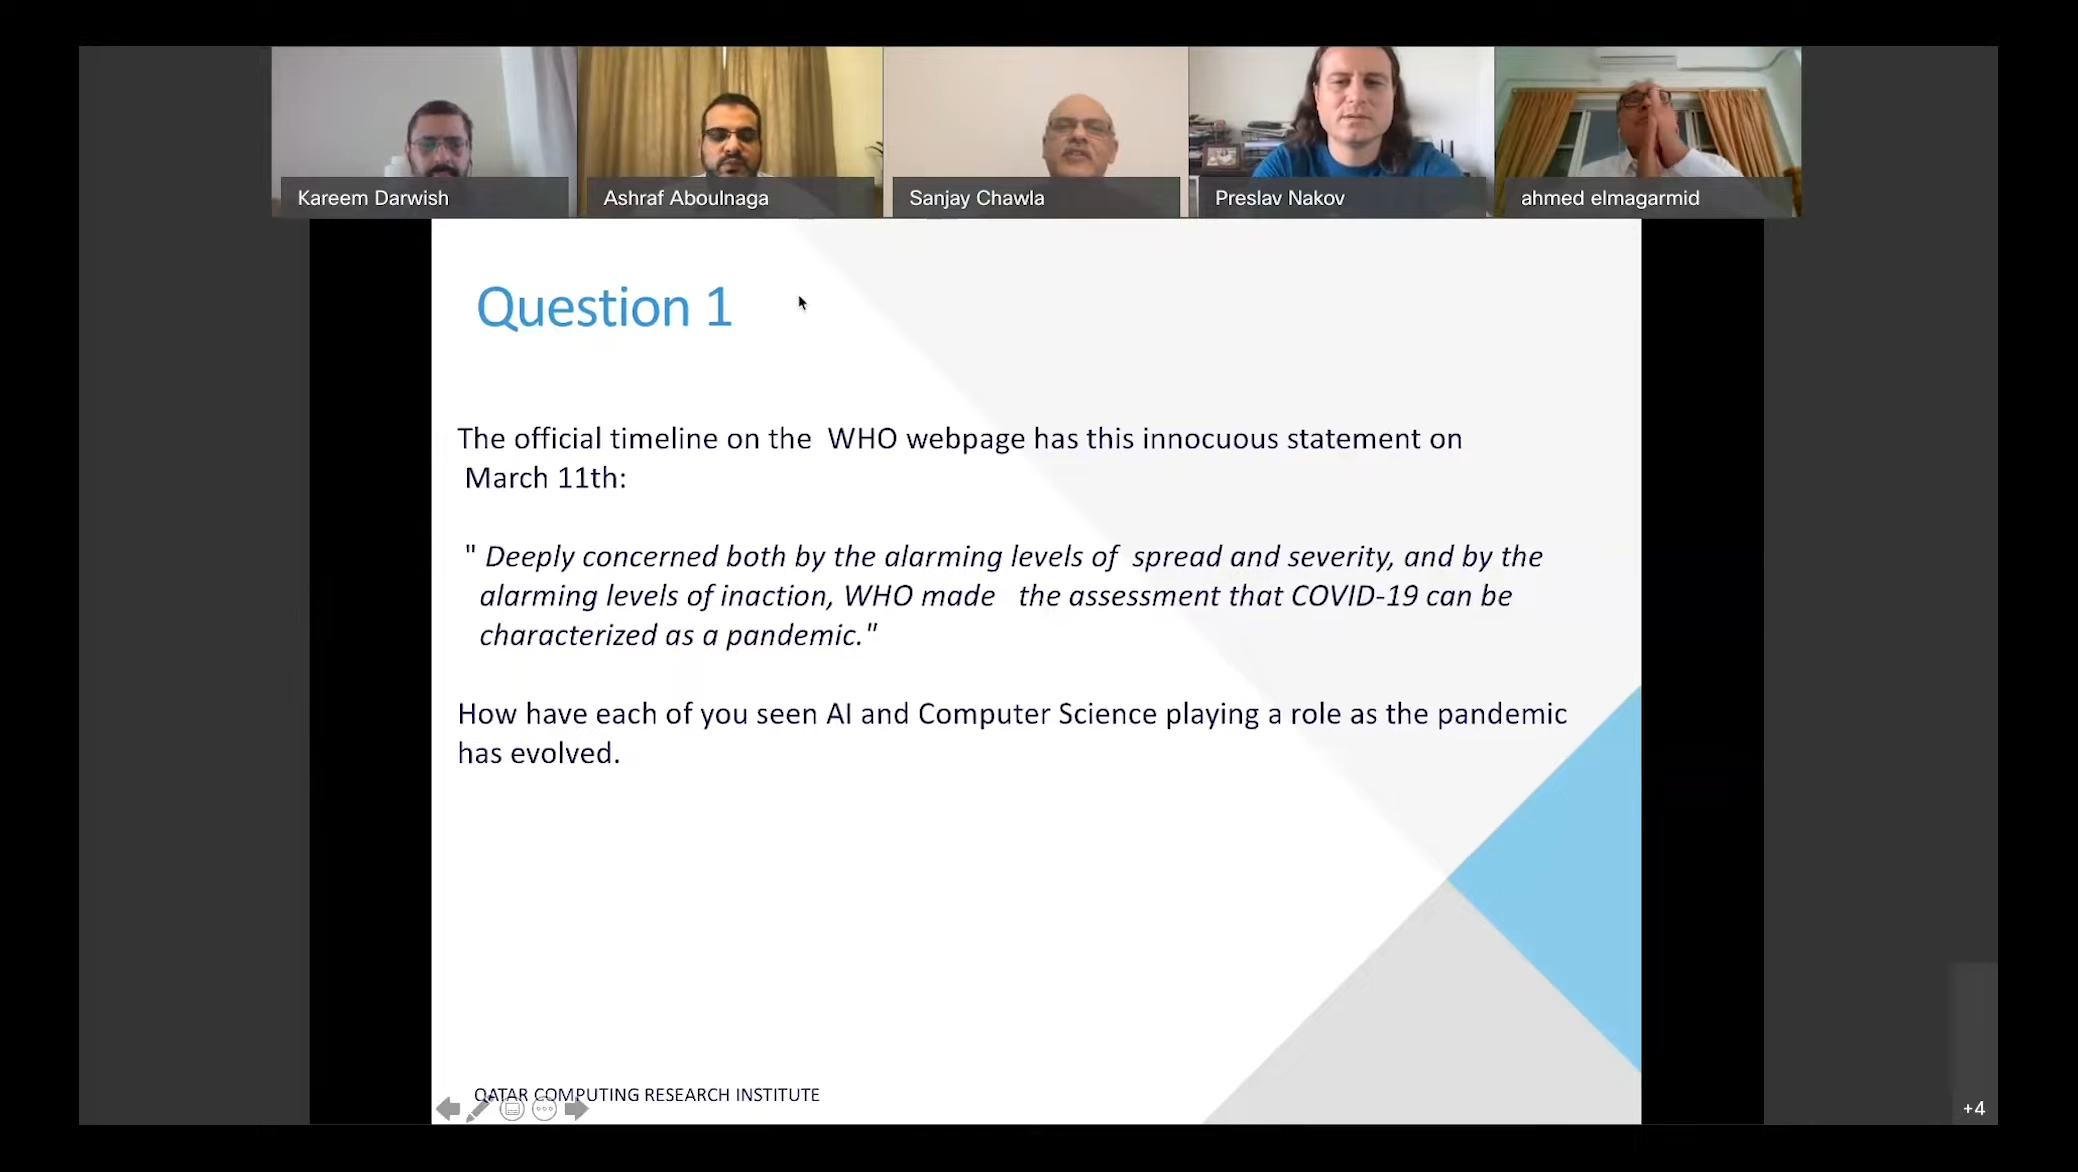 Kareem Darwish
Ashraf Aboulnaga
Sanjay Chawla
Preslav Nakov
ahmed elmagarmid
Question 1
The official timeline on the WHO webpage has this innocuous statement on
March 11th:
" Deeply concerned both by the alarming levels of spread and severity, and by the
alarming levels of inaction, WHO made the assessment that COVID-19 can be
characterized as a pandemic."
How have each of you seen AI and Computer Science playing a role as the pandemic
has evolved.
QATAR COMPUTING RESEARCH INSTITUTE
+4